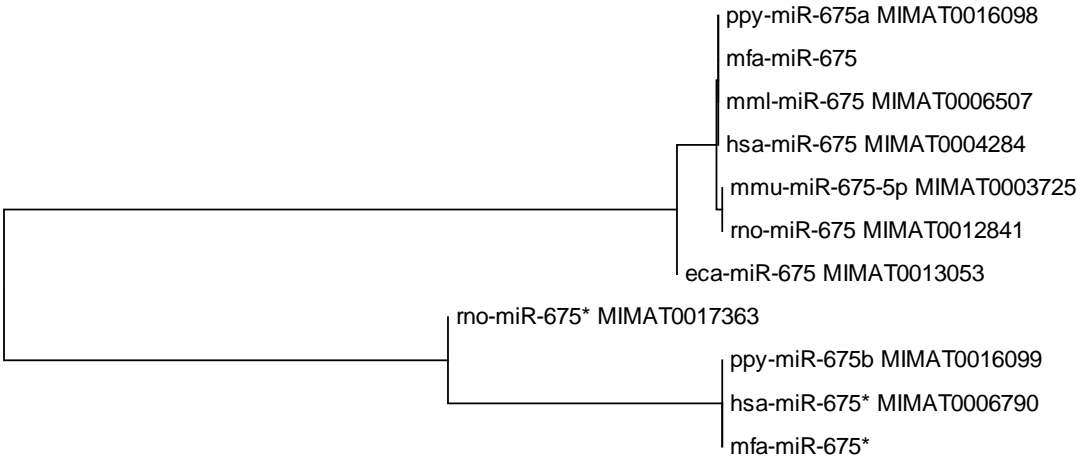 ppy-miR-675a MIMAT0016098
mfa-miR-675
mml-miR-675 MIMAT0006507
hsa-miR-675 MIMAT0004284
mmu-miR-675-5p MIMAT0003725
rno-miR-675 MIMAT0012841
eca-miR-675 MIMAT0013053
rno-miR-675* MIMAT0017363
ppy-miR-675b MIMAT0016099
hsa-miR-675* MIMAT0006790
mfa-miR-675*